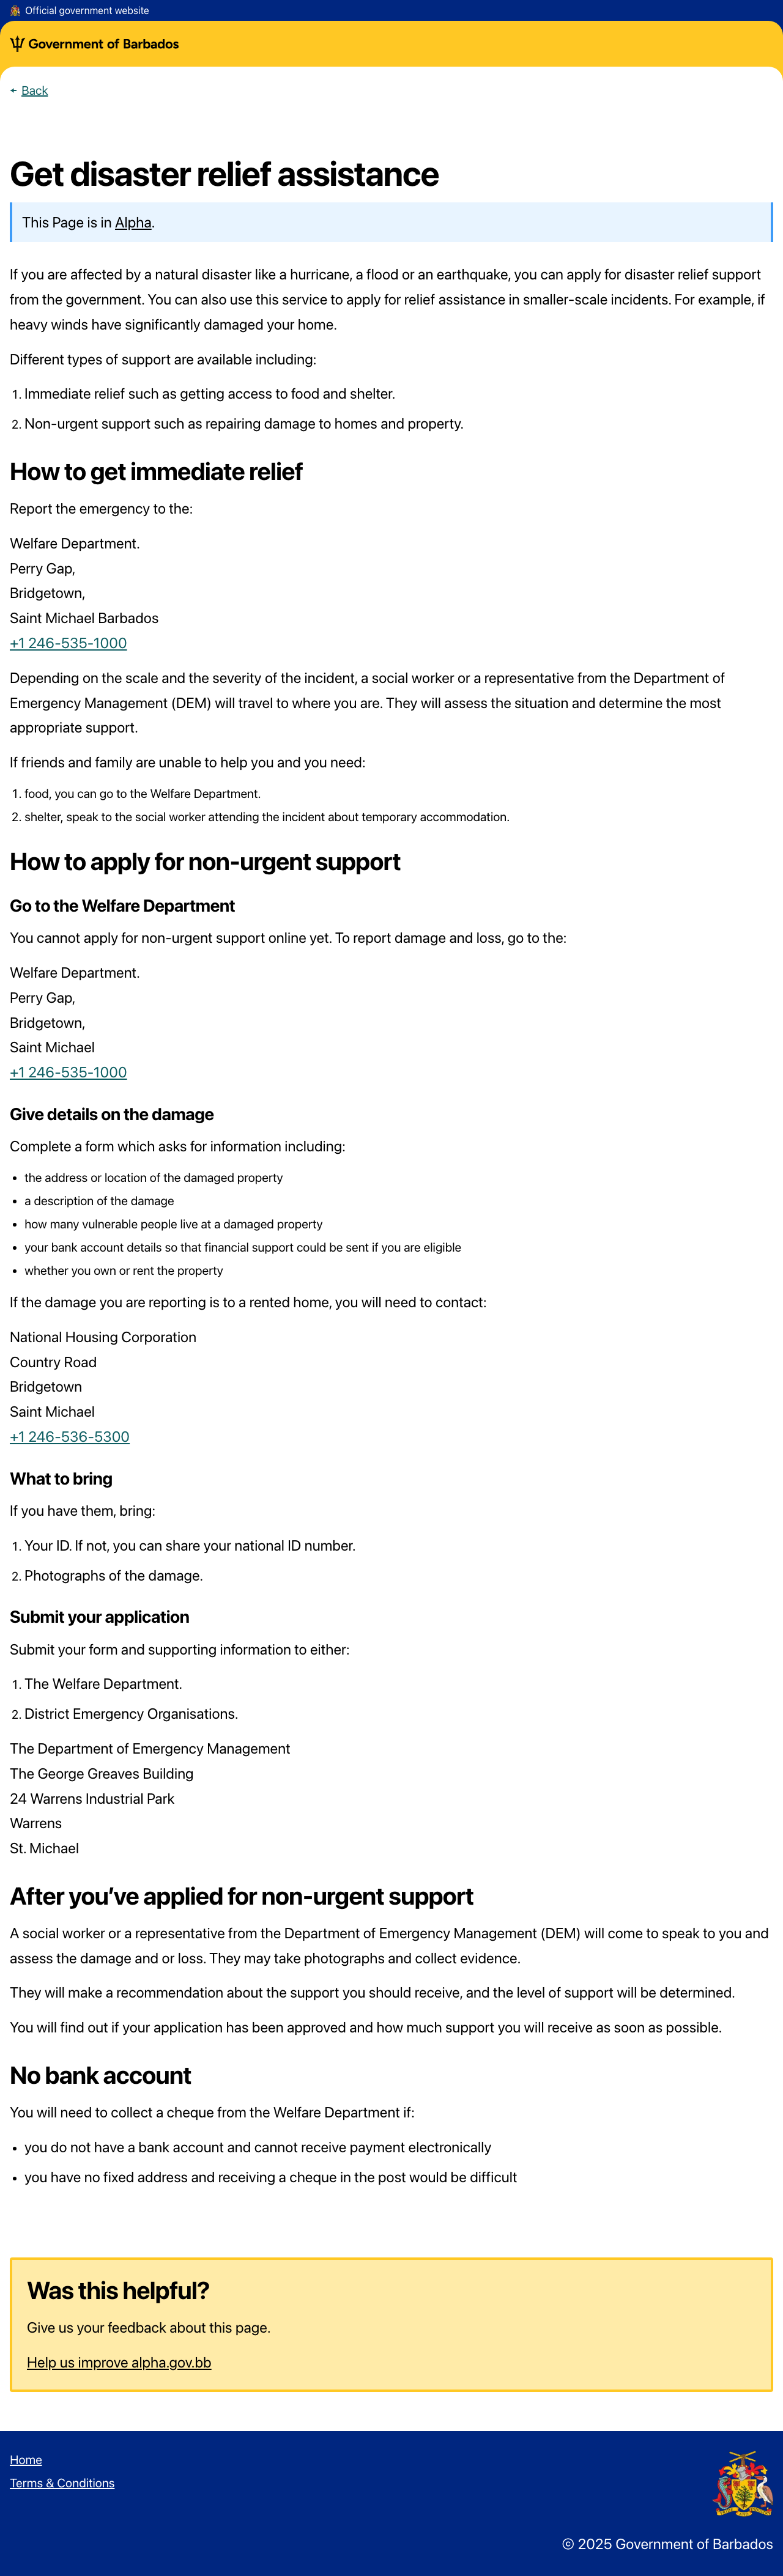 Official government website
Government of Barbados
Back
Get disaster relief assistance
This Page is in Alpha.
If you are affected by a natural disaster like a hurricane, a flood or an earthquake, you can apply for disaster relief support
from the government. You can also use this service to apply for relief assistance in smaller-scale incidents. For example, if
heavy winds have significantly damaged your home.
Different types of support are available including:
1. Immediate relief such as getting access to food and shelter.
2. Non-urgent support such as repairing damage to homes and property.
How to get immediate relief
Report the emergency to the:
Welfare Department.
Perry Gap,
Bridgetown,
Saint Michael Barbados
+1 246-535-1000
Depending on the scale and the severity of the incident, a social worker or a representative from the Department of
Emergency Management (DEM) will travel to where you are. They will assess the situation and determine the most
appropriate support.
If friends and family are unable to help you and you need:
1. food, you can go to the Welfare Department.
2. shelter, speak to the social worker attending the incident about temporary accommodation.
How to apply for non-urgent support
Go to the Welfare Department
You cannot apply for non-urgent support online yet. To report damage and loss, go to the:
Welfare Department.
Perry Gap,
Bridgetown,
Saint Michael
+1 246-535-1000
Give details on the damage
Complete a form which asks for information including:
• the address or location of the damaged property
• a description of the damage
• how many vulnerable people live at a damaged property
• your bank account details so that financial support could be sent if you are eligible
• whether you own or rent the property
If the damage you are reporting is to a rented home, you will need to contact:
National Housing Corporation
Country Road
Bridgetown
Saint Michael
+1 246-536-5300
What to bring
If you have them, bring:
1. Your ID. If not, you can share your national ID number.
2. Photographs of the damage.
Submit your application
Submit your form and supporting information to either:
1. The Welfare Department.
2. District Emergency Organisations.
The Department of Emergency Management
The George Greaves Building
24 Warrens Industrial Park
Warrens
St. Michael
After you’ve applied for non-urgent support
A social worker or a representative from the Department of Emergency Management (DEM) will come to speak to you and
assess the damage and or loss. They may take photographs and collect evidence.
They will make a recommendation about the support you should receive, and the level of support will be determined.
You will find out if your application has been approved and how much support you will receive as soon as possible.
No bank account
You will need to collect a cheque from the Welfare Department if:
• you do not have a bank account and cannot receive payment electronically
• you have no fixed address and receiving a cheque in the post would be difficult
Was this helpful?
Give us your feedback about this page.
Help us improve alpha.gov.bb
Home
Terms & Conditions
© 2025 Government of Barbados